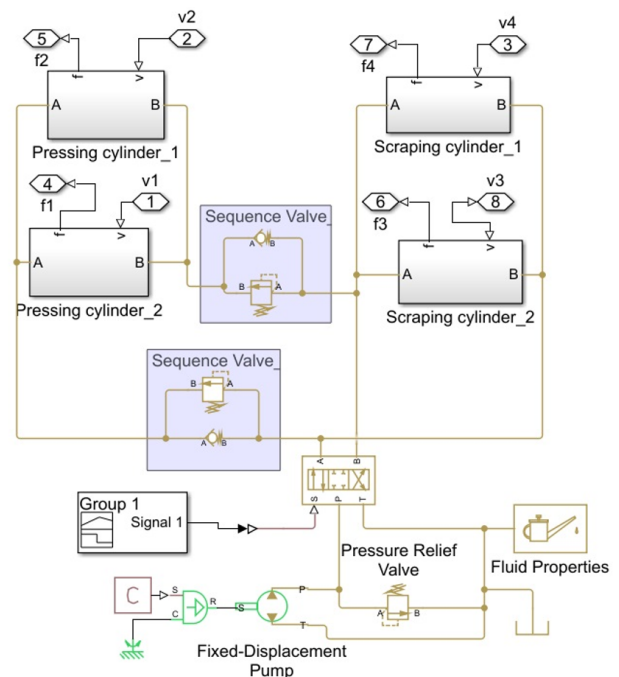 v2
v4
5
2
7
3
f2
f4
f
v
f
v
A
B
A
B
Pressing cylinder_1
Scraping cylinder_1
v1
v3
4
1
6
8
f1
f3
Sequence Valve_
f
v
f
v
A
B
A
B
A
B
B
A
Pressing cylinder_2
Scraping cylinder_2
Sequence Valve_
B
A
A
B
A
B
S
P
T
Group 1
Signal 1
Pressure Relief
Valve
Fluid Properties
C
S
C
R
S
P
T
A
B
Fixed-Displacement
Pump